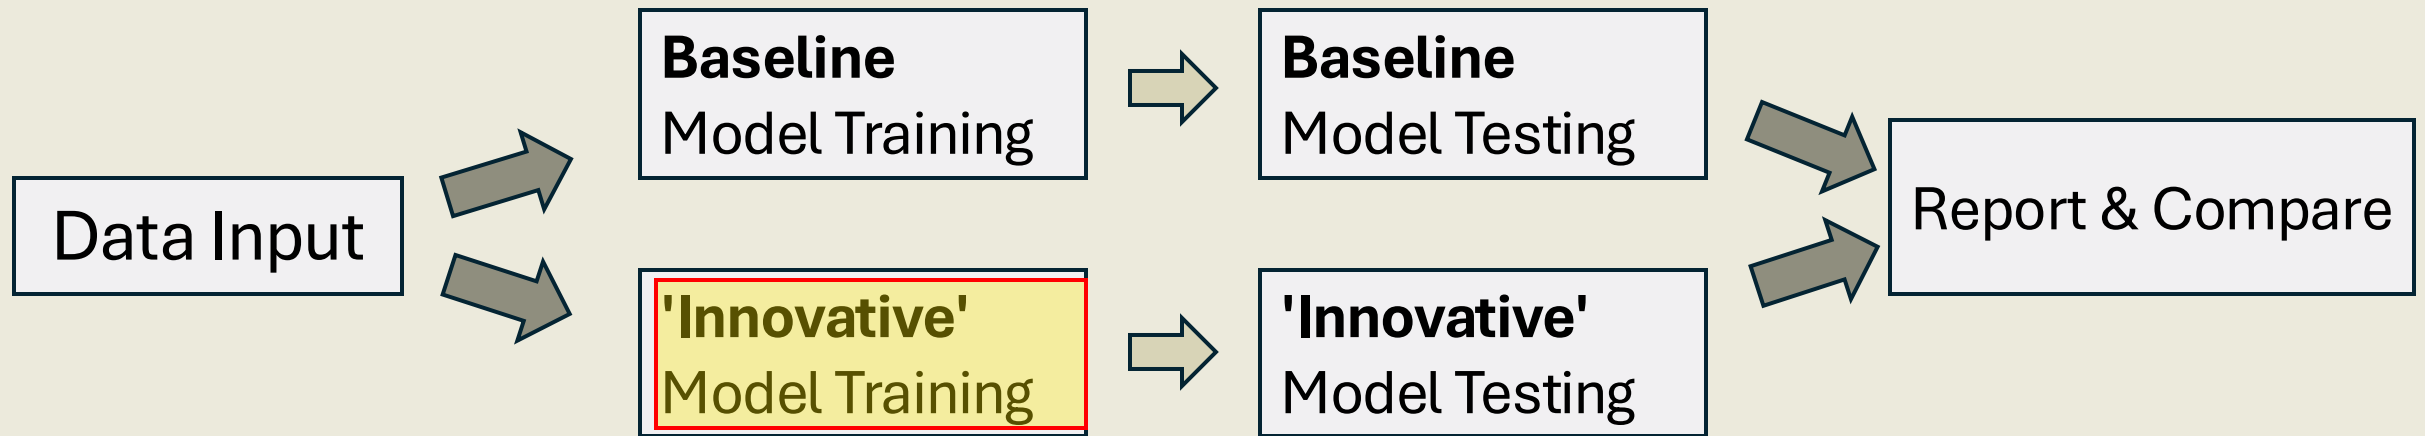 Data Input
Baseline
Model Training
Baseline
Model Testing
'Innovative'
Model Training
'Innovative'
Model Testing
Report & Compare